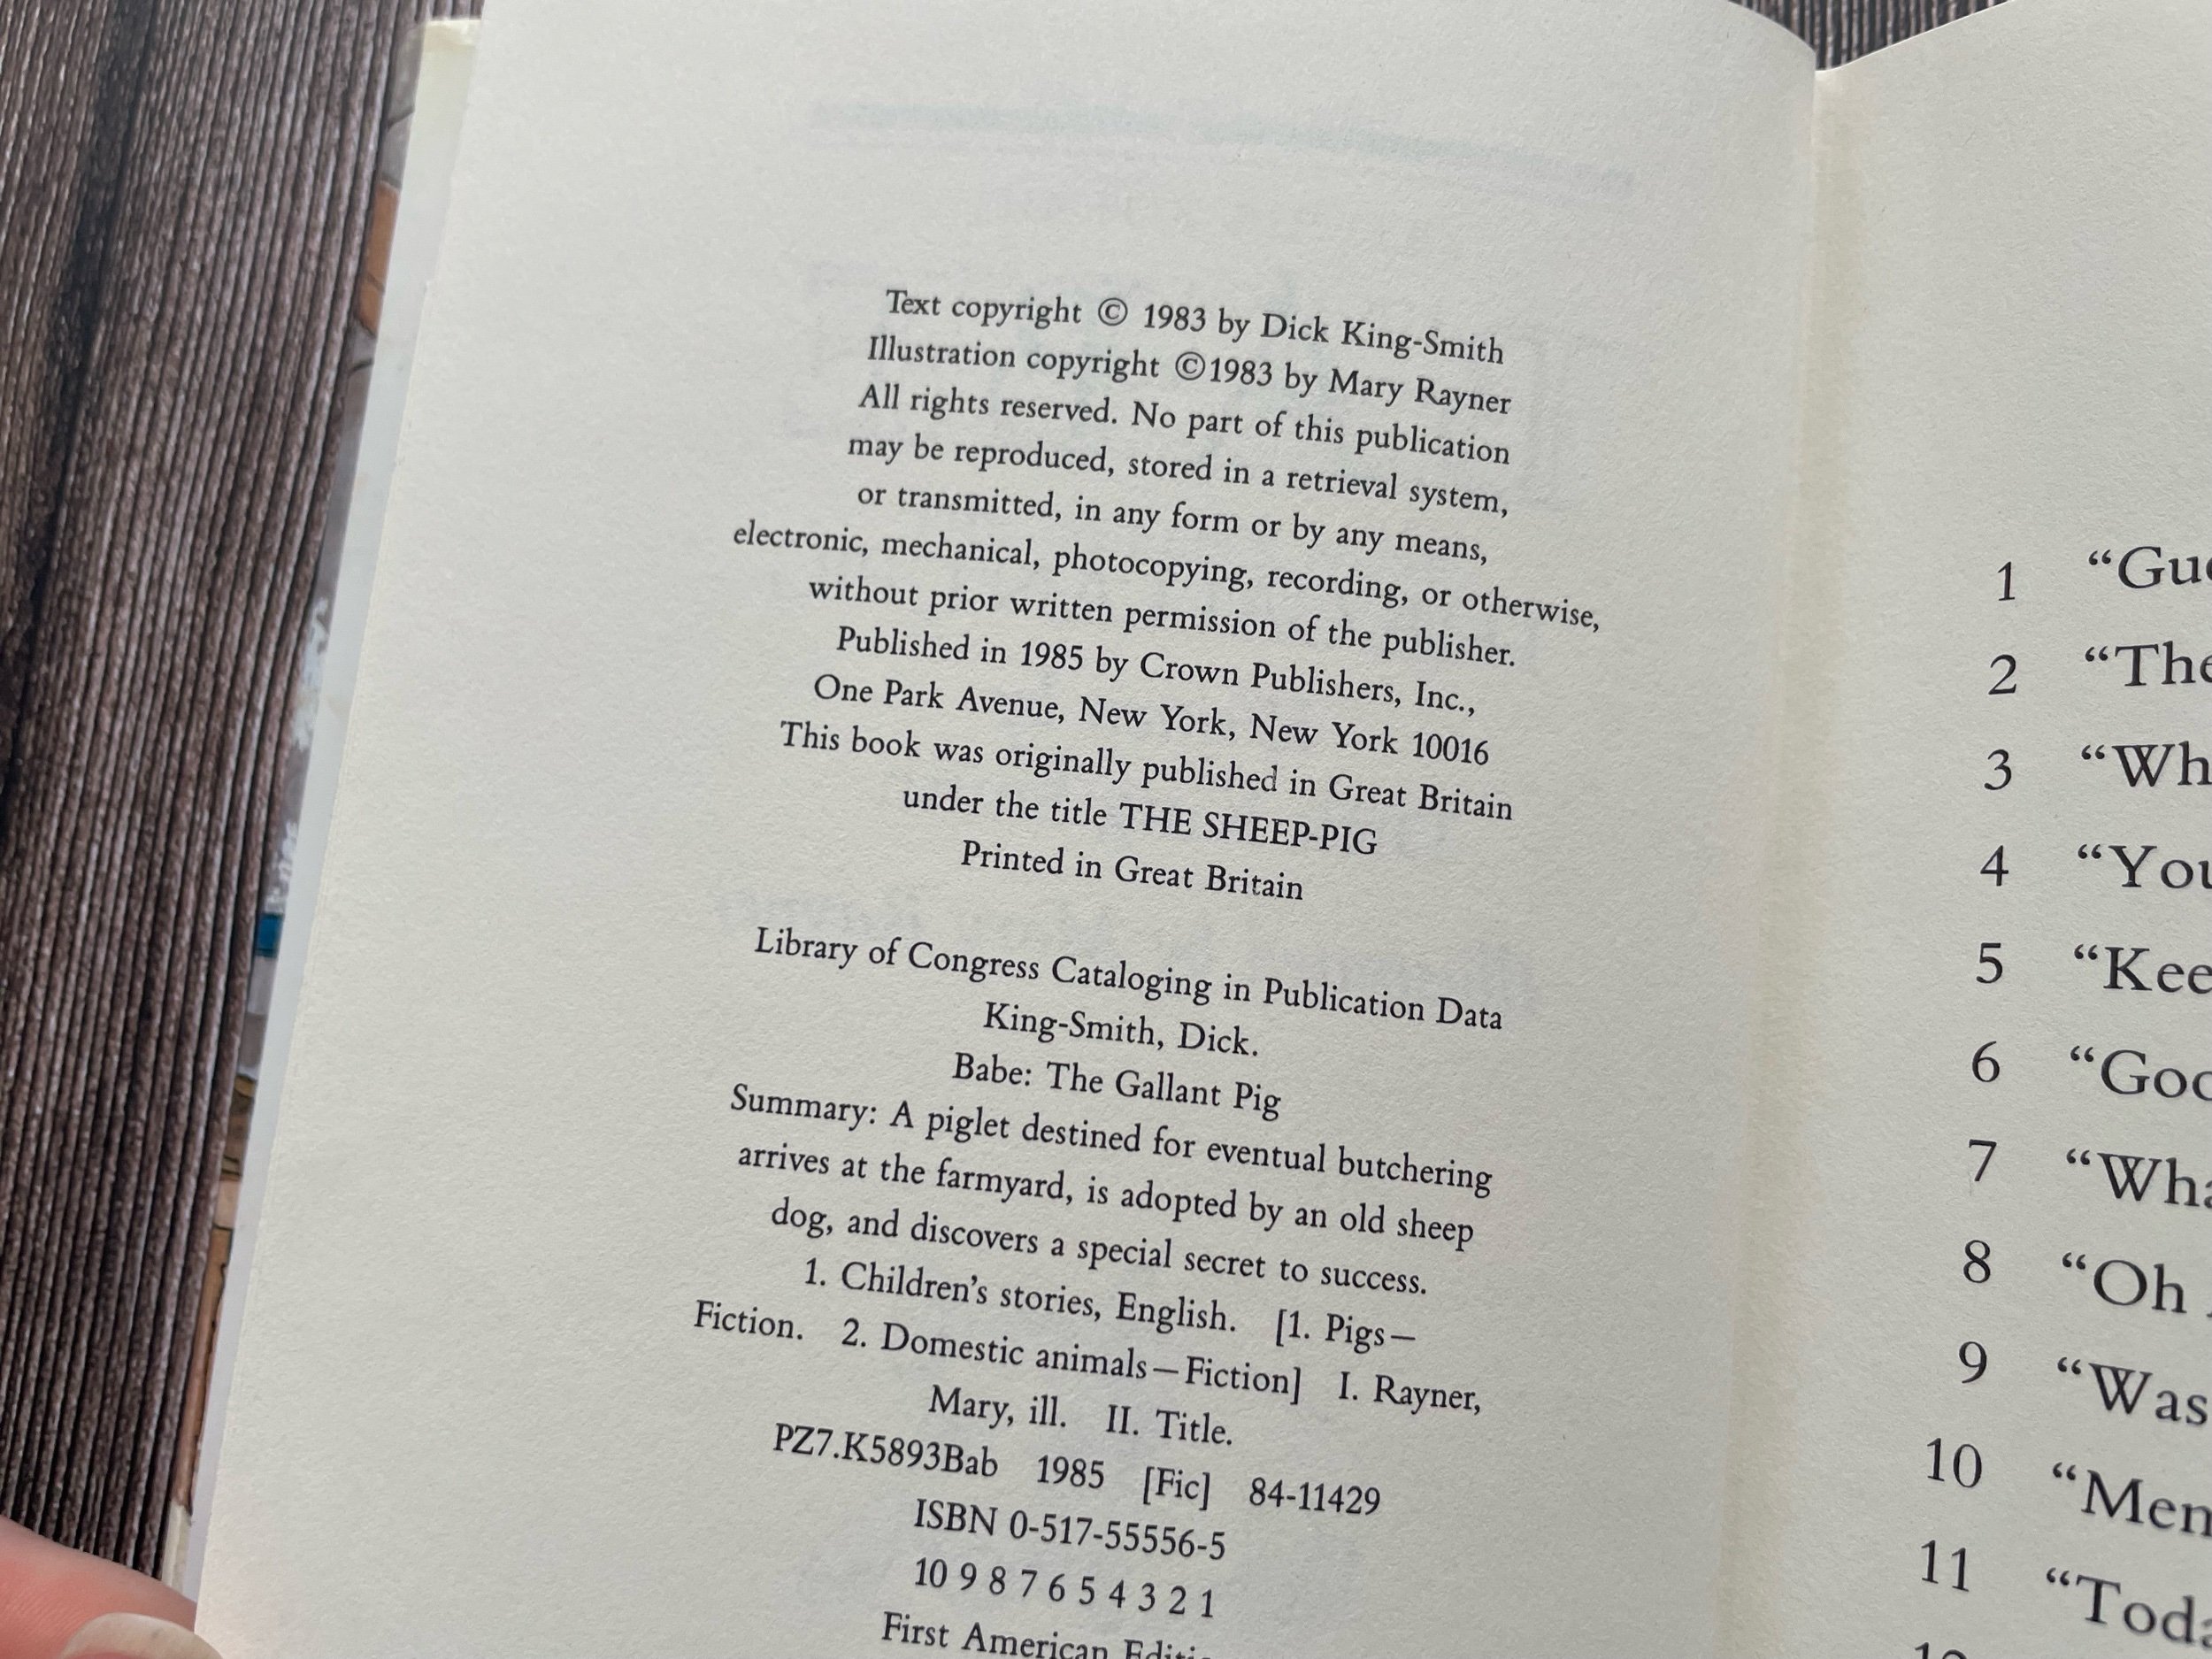 Text copyright © 1983 by Dick King-Smith
Illustration copyright ©1983 by Mary Rayner
All rights reserved. No part of this publication
may be reproduced, stored in a retrieval system,
or transmitted, in any form or by any means,
electronic, mechanical, photocopying, recording, or otherwise,
without prior written permission of the publisher.
Published in 1985 by Crown Publishers, Inc.,
One Park Avenue, New York, New York 10016
This book was originally published in Great Britain
under the title THE SHEEP-PIG
Printed in Great Britain
Library of Congress Cataloging in Publication Data
King-Smith, Dick.
Babe: The Gallant Pig
Summary: A piglet destined for eventual butchering
arrives at the farmyard, is adopted by an old sheep
dog, and discovers a special secret to success.
1. Children's stories, English. [1. Pigs—
Fiction. 2. Domestic animals—Fiction] I. Rayner,
Mary, ill. II. Title.
PZ7.K5893Bab 1985 [Fic] 84-11429
ISBN 0-517-55556-5
10 9 8 7 6 5 4 3 2 1
First American
1
2 “The
3
4 “You
5
6
7
8 “Oh
9 “Was
10
11